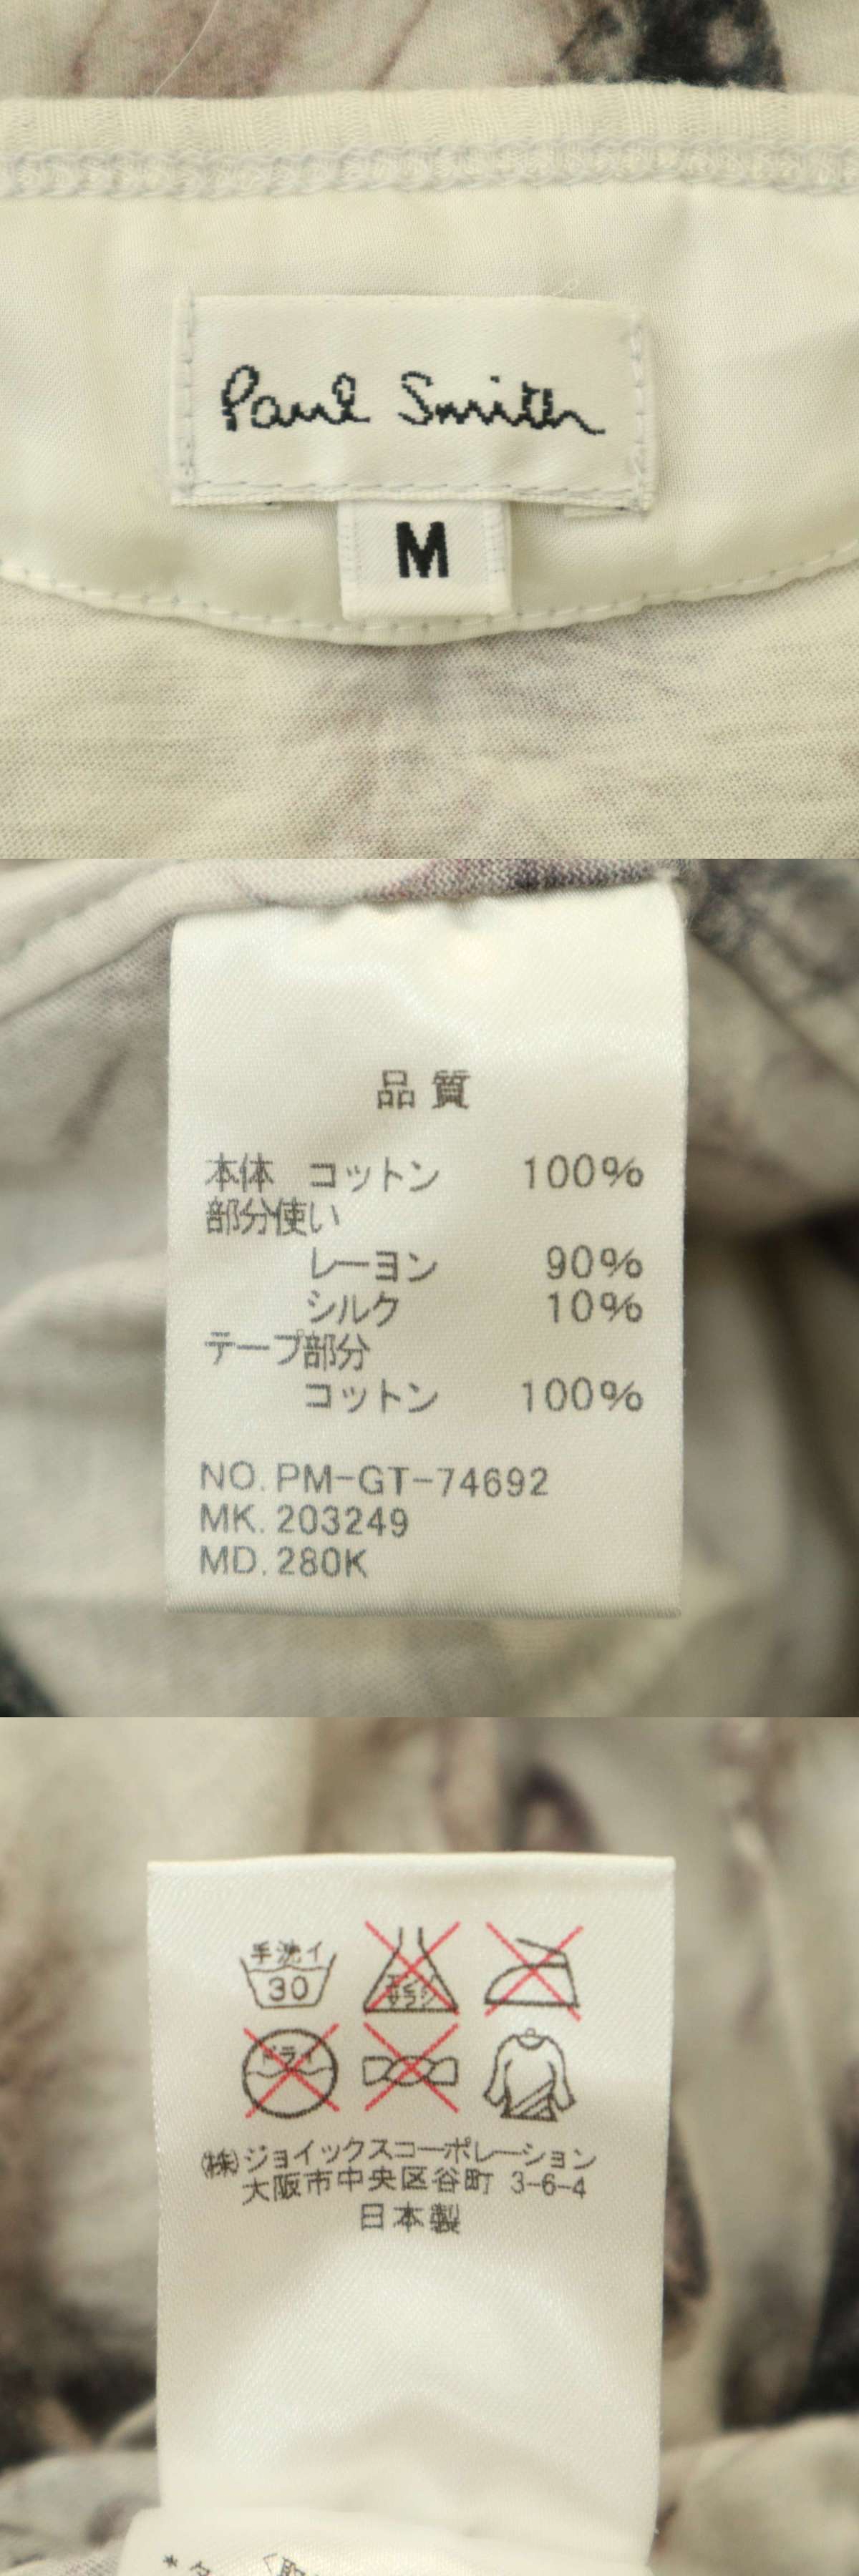 Paul Smith
M
品質
本体 コットン 100%
部分使い
レーヨン 90%
シルク 10%
テープ部分
コットン 100%
NO.PM-GT-74692
MK.203249
MD.280K
手洗イ
30
エンソ
サラシ
ドライ
㈱ジョイックスコーポレーション
大阪市中央区谷町 3-6-4
日本製